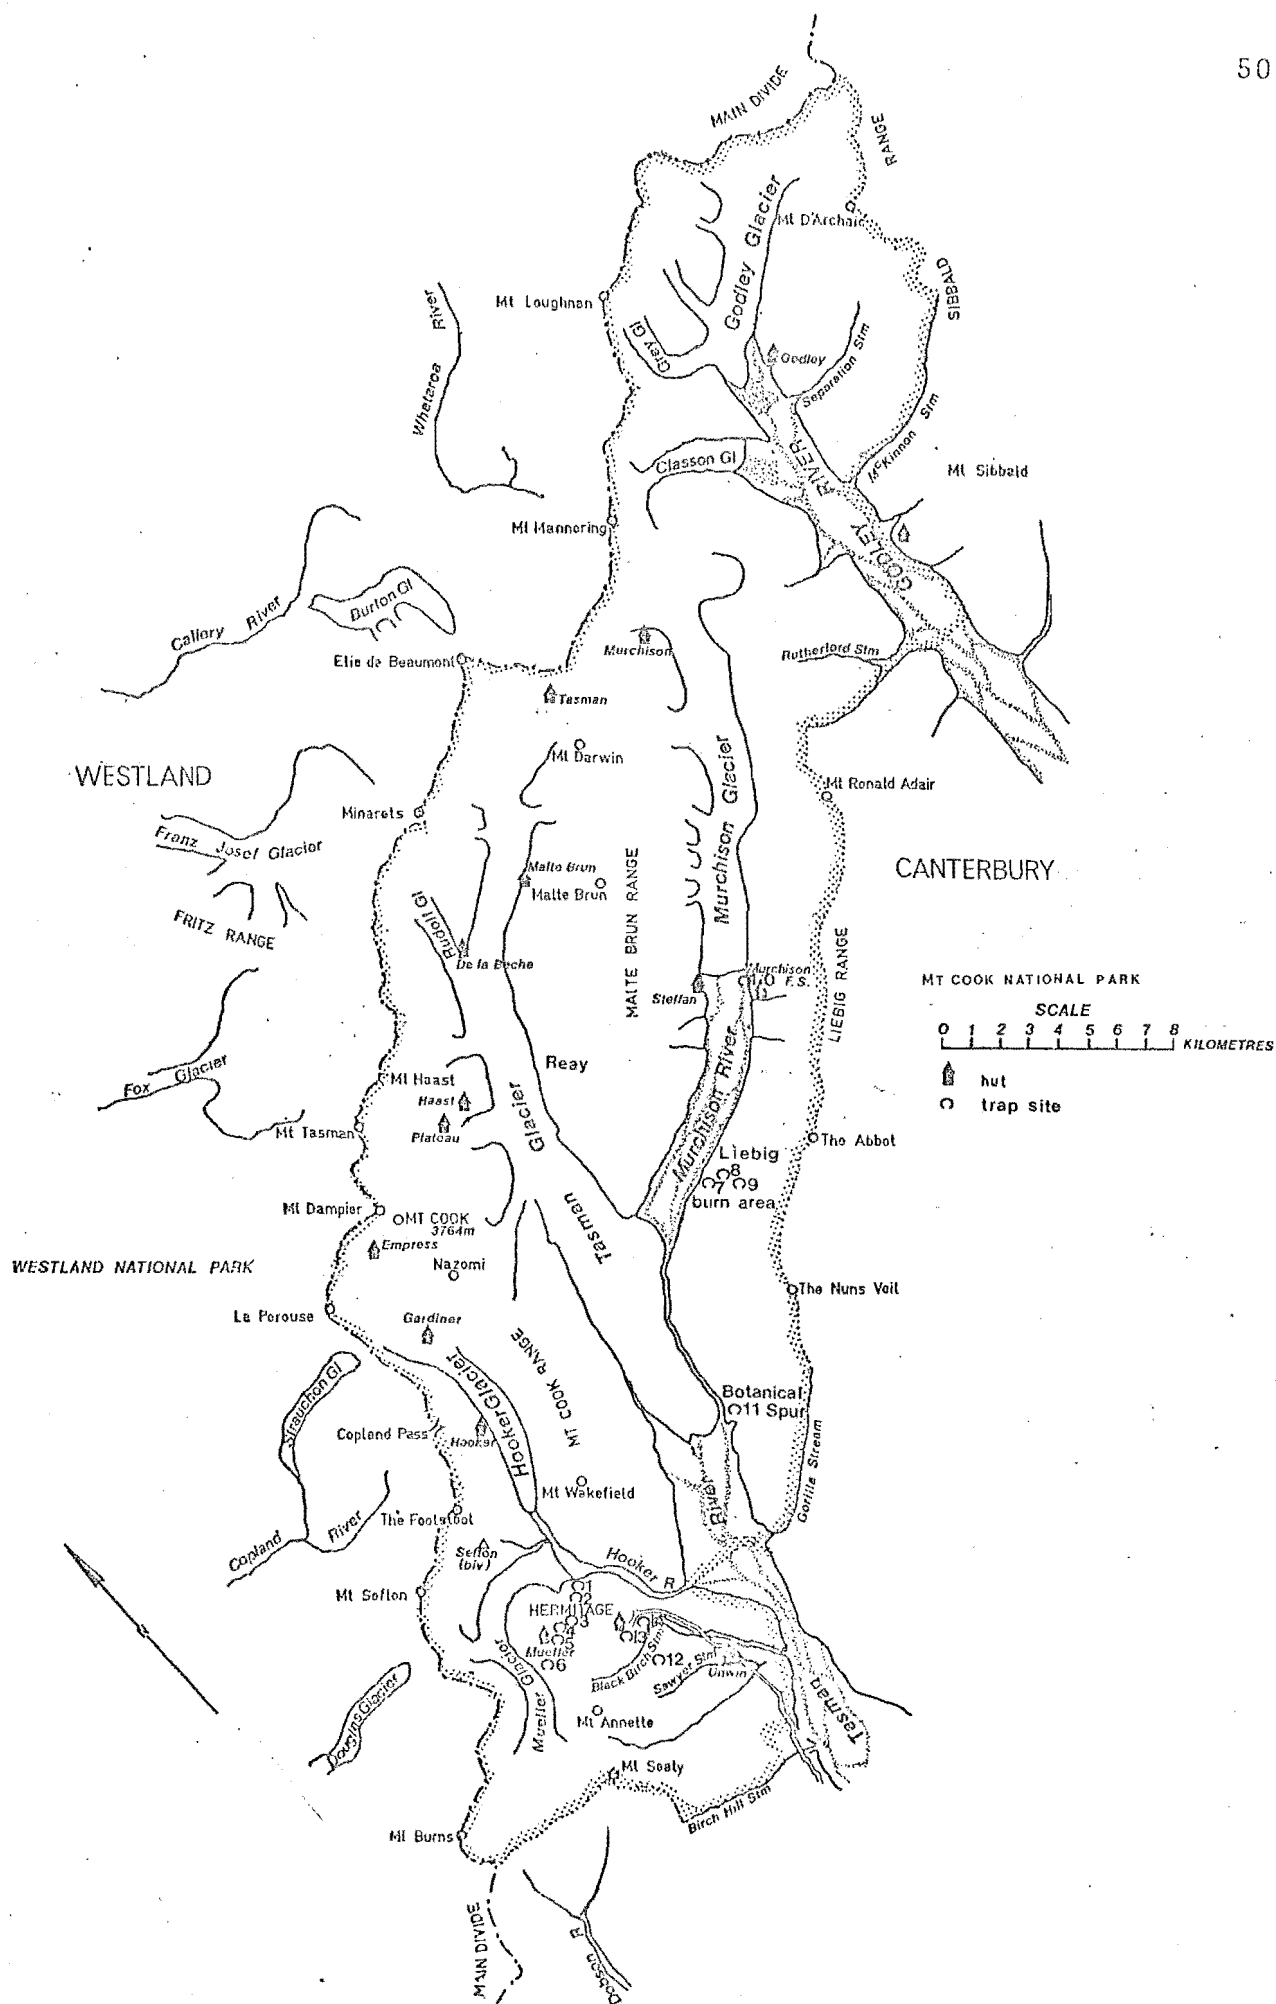 50
MAIN DIVIDE
RANGE
Godley Glacier
Mt D'Archaic
SIBBALD
Mt Loughnan
Whataroa River
Grey Gl
Godley
Separation Stm
McKinnon Stm
Classon Gl
GODLEY RIVER
Mt Sibbald
Mt Mannering
Burton Gl
Callery River
Murchison
Rutherford Stm
Elie de Beaumont
Tasman
Mt Darwin
WESTLAND
Murchison Glacier
Mt Ronald Adair
Minarets
Franz Josef Glacier
Malte Brun
Malte Brun
CANTERBURY
MALTE BRUN RANGE
FRITZ RANGE
Rudolf Gl
De la Beche
LIEBIG RANGE
Murchison
10 F.S.
Steffan
MT COOK NATIONAL PARK
SCALE
0 1 2 3 4 5 6 7 8
KILOMETRES
hut
trap site
Fox Glacier
Reay
Mt Haast
Haast
Plateau
Mt Tasman
Murchison River
The Abbot
Liebig
8
7 9
burn area
Tasman Glacier
Mt Dampier
MT COOK
3764m
Empress
Nazomi
WESTLAND NATIONAL PARK
The Nuns Veil
La Perouse
Gardiner
MT COOK RANGE
Hooker Glacier
Strauchon Gl
Botanical
11 Spur
Copland Pass
Hooker
Mt Wakefield
River
Gorilla Stream
The Footstool
Copland River
Sefton
(biv)
Hooker R
Mt Sefton
1
2
HERMITAGE
3
4
5
Mueller
6
13
12
Black Birch Stm
Sawyer Stm
Unwin
Mueller Glacier
Mt Annette
Tasman
Douglas Glacier
Mt Sealy
Birch Hill Stm
Mt Burns
MAIN DIVIDE
Dobson R